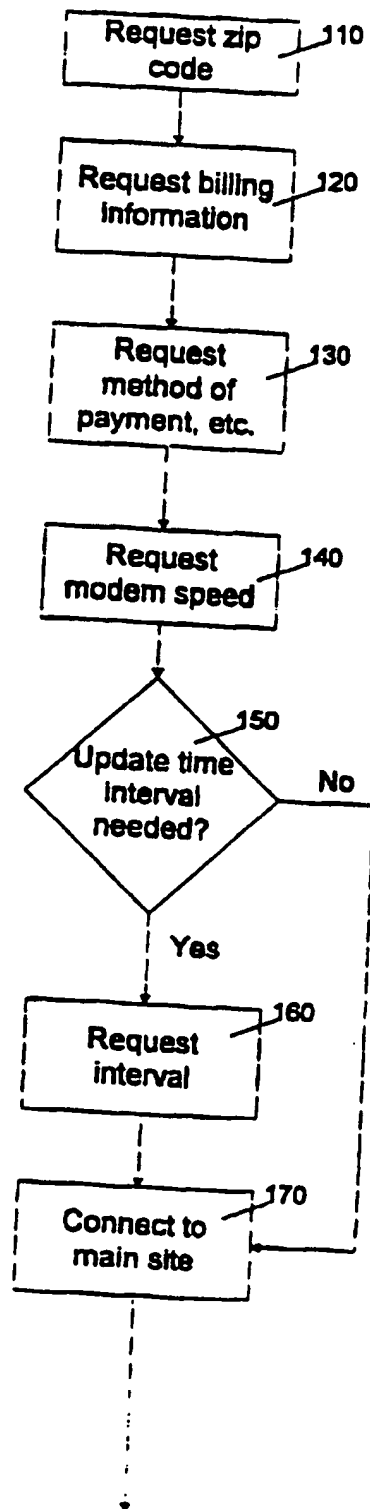 Request zip
code
110
Request billing
information
120
Request
method of
payment, etc.
130
Request
modem speed
140
150
Update time
interval
needed?
No
Yes
160
Request
interval
170
Connect to
main site